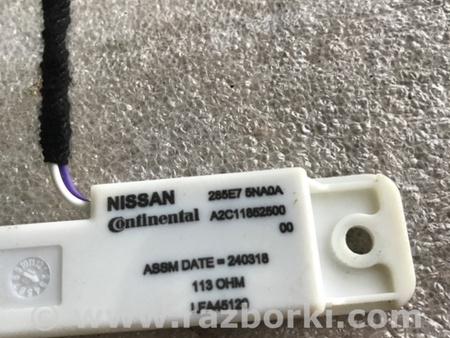 NISSAN 285E7 5NA0A
Continental A2C11852500
00
ASSM DATE = 240318
113 OHM
www.razborki.com